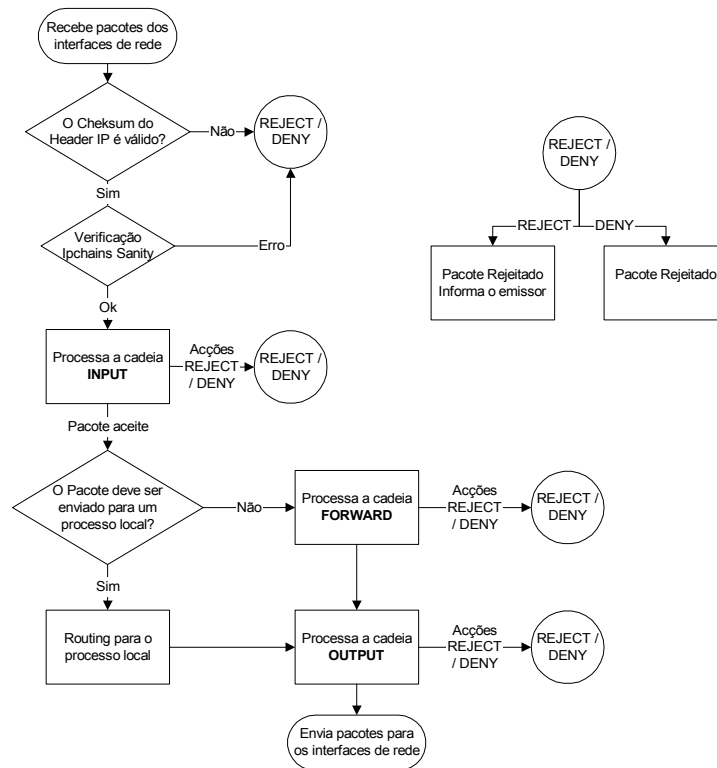 Recebe pacotes dos
interfaces de rede
O Cheksum do
Header IP é válido?
Não
REJECT /
DENY
Sim
Verificação
Ipchains Sanity
Erro
Ok
Processa a cadeia
INPUT
Acções
REJECT
/ DENY
REJECT /
DENY
Pacote aceite
O Pacote deve ser
enviado para um
processo local?
Não
Processa a cadeia
FORWARD
Acções
REJECT
/ DENY
REJECT /
DENY
Sim
Routing para o
processo local
Processa a cadeia
OUTPUT
Acções
REJECT
/ DENY
REJECT /
DENY
Envia pacotes para
os interfaces de rede
REJECT /
DENY
REJECT
DENY
Pacote Rejeitado
Informa o emissor
Pacote Rejeitado